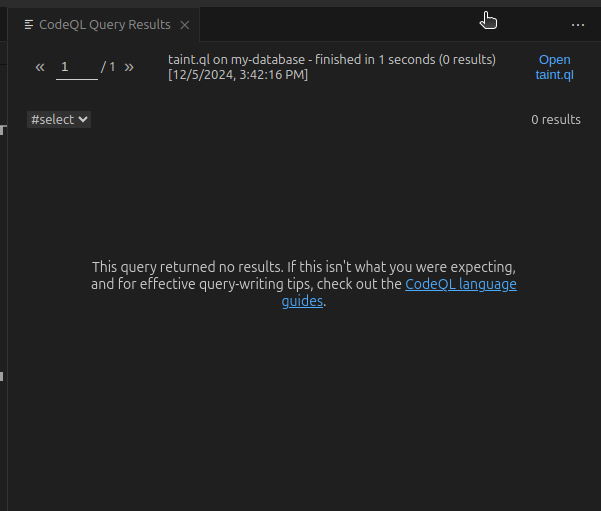 CodeQL Query Results
« 1 / 1 »
taint.ql on my-database - finished in 1 seconds (0 results)
[12/5/2024, 3:42:16 PM]
Open
taint.ql
#select
0 results
This query returned no results. If this isn't what you were expecting,
and for effective query-writing tips, check out the CodeQL language
guides.